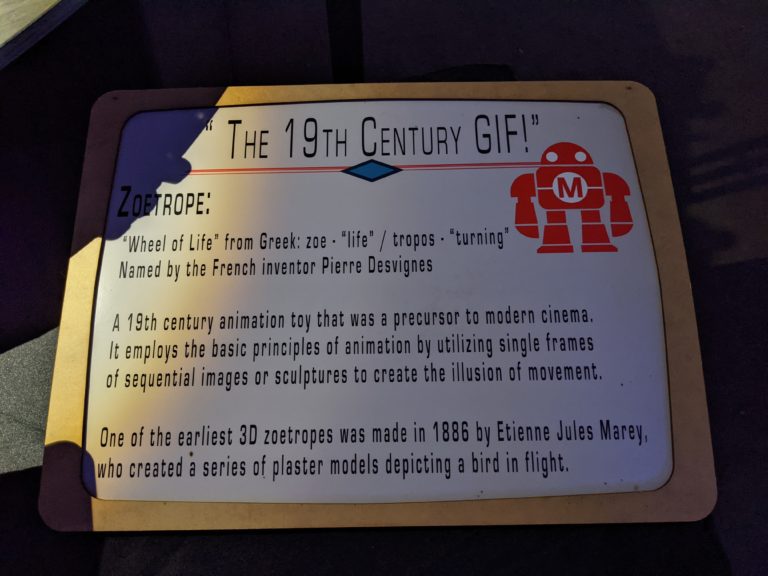 “ The 19th Century GIF!”
Zoetrope:
“Wheel of Life” from Greek: zoe - “life” / tropos - “turning”
Named by the French inventor Pierre Desvignes
M
A 19th century animation toy that was a precursor to modern cinema.
It employs the basic principles of animation by utilizing single frames
of sequential images or sculptures to create the illusion of movement.
One of the earliest 3D zoetropes was made in 1886 by Etienne Jules Marey,
who created a series of plaster models depicting a bird in flight.